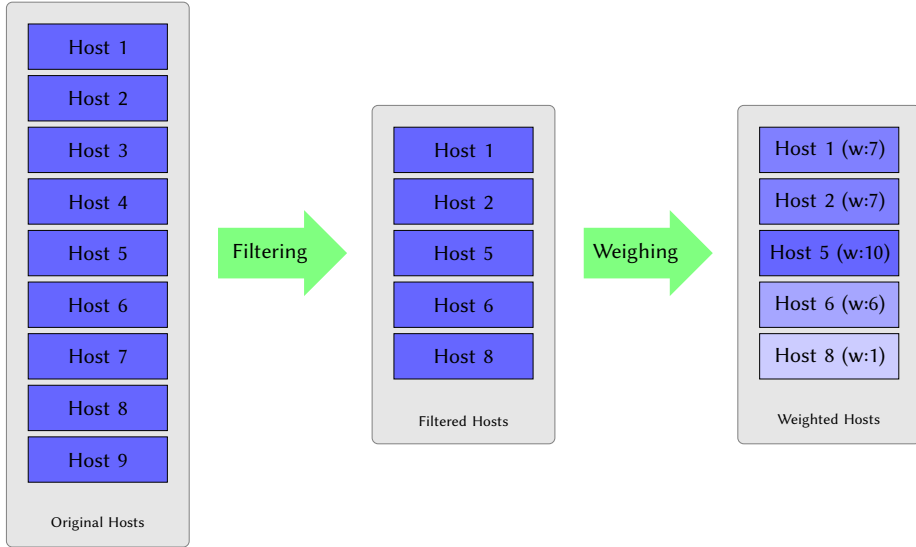 Host 1
Host 2
Host 3
Host 4
Host 5
Host 6
Host 7
Host 8
Host 9
Original Hosts
Filtering
Host 1
Host 2
Host 5
Host 6
Host 8
Filtered Hosts
Weighing
Host 1 (w:7)
Host 2 (w:7)
Host 5 (w:10)
Host 6 (w:6)
Host 8 (w:1)
Weighted Hosts